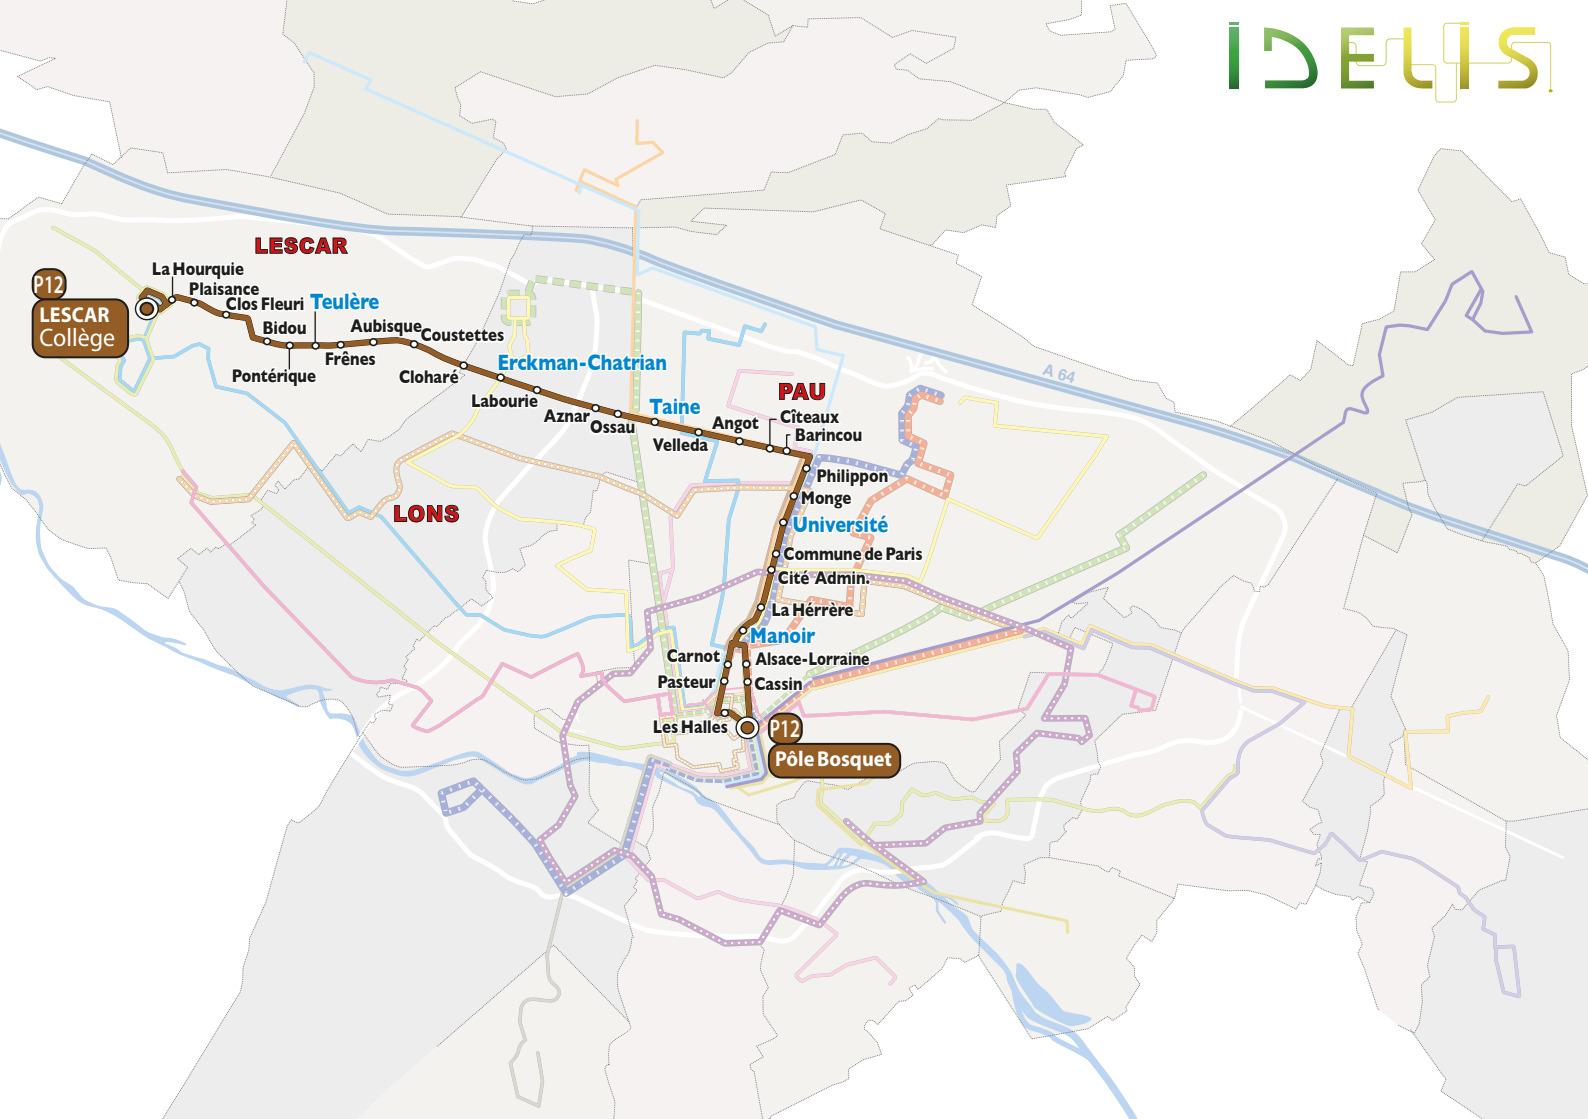 IDELIS
LESCAR
La Hourquie
P12
Plaisance
LESCAR
Collège
Clos Fleuri
Teulère
Bidou
Aubisque
Coustettes
Pontérique
Frênes
Cloharé
Erckman-Chatrian
A 64
Labourie
Aznar
Ossau
Taine
Velleda
Angot
PAU
Cîteaux
Barincou
Philippon
Monge
LONS
Université
Commune de Paris
Cité Admin.
La Hérrère
Manoir
Carnot
Alsace-Lorraine
Pasteur
Cassin
Les Halles
P12
Pôle Bosquet